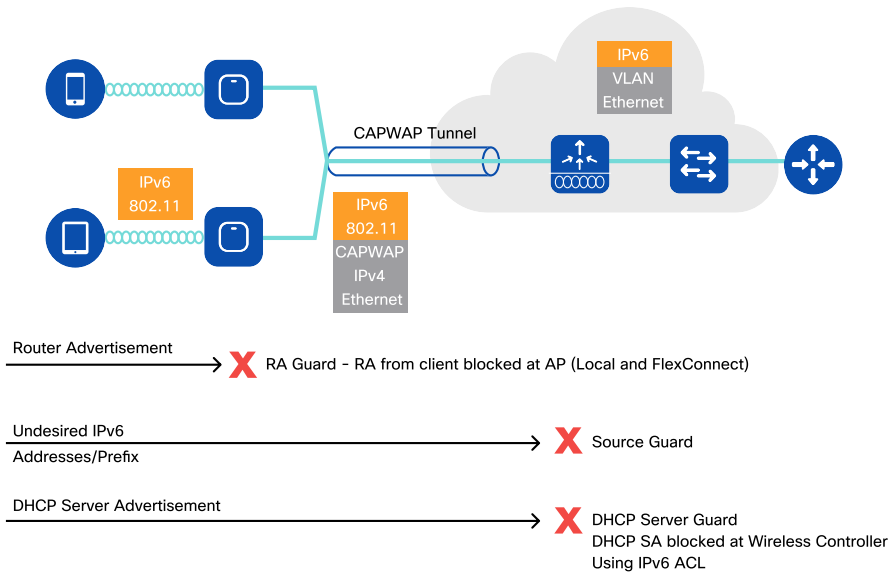 IPv6
VLAN
Ethernet
CAPWAP Tunnel
IPv6
802.11
IPv6
802.11
CAPWAP
IPv4
Ethernet
Router Advertisement
RA Guard - RA from client blocked at AP (Local and FlexConnect)
Undesired IPv6
Addresses/Prefix
Source Guard
DHCP Server Advertisement
DHCP Server Guard
DHCP SA blocked at Wireless Controller
Using IPv6 ACL